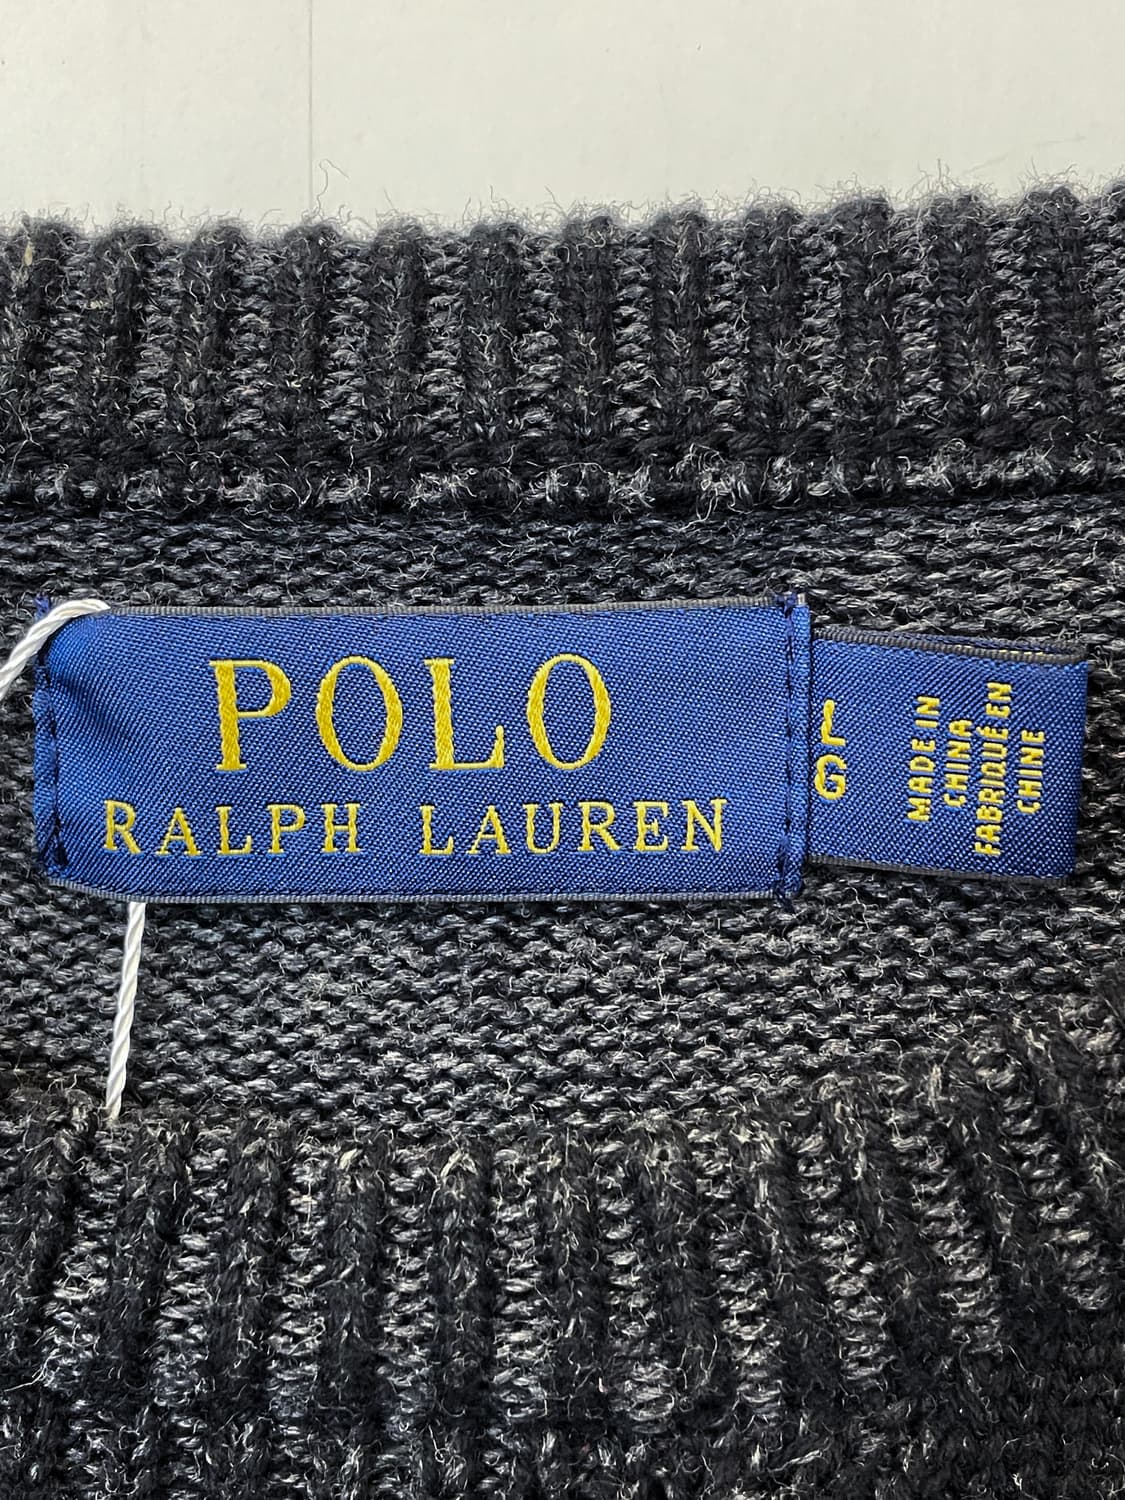 POLO
RALPH LAUREN
L
G
MADE IN
CHINA
FABRIQUÉ EN
CHINE